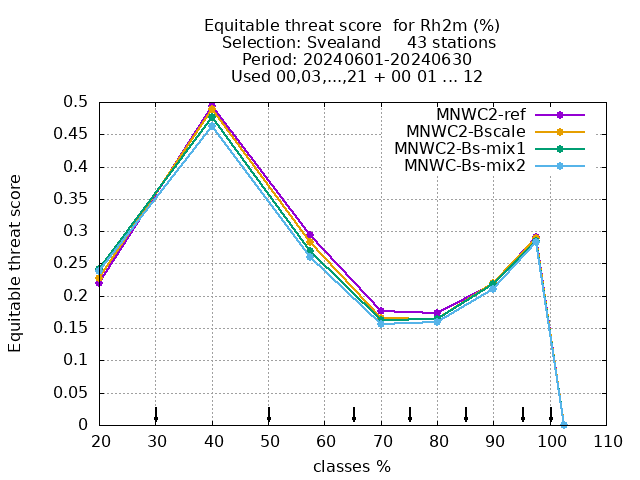 Equitable threat score  for Rh2m (%)
Selection: Svealand     43 stations
Period: 20240601-20240630
Used 00,03,...,21 + 00 01 ... 12
MNWC2-ref
MNWC2-Bscale
MNWC2-Bs-mix1
MNWC-Bs-mix2
Equitable threat score
0.5
0.45
0.4
0.35
0.3
0.25
0.2
0.15
0.1
0.05
0
20 30 40 50 60 70 80 90 100 110
classes %